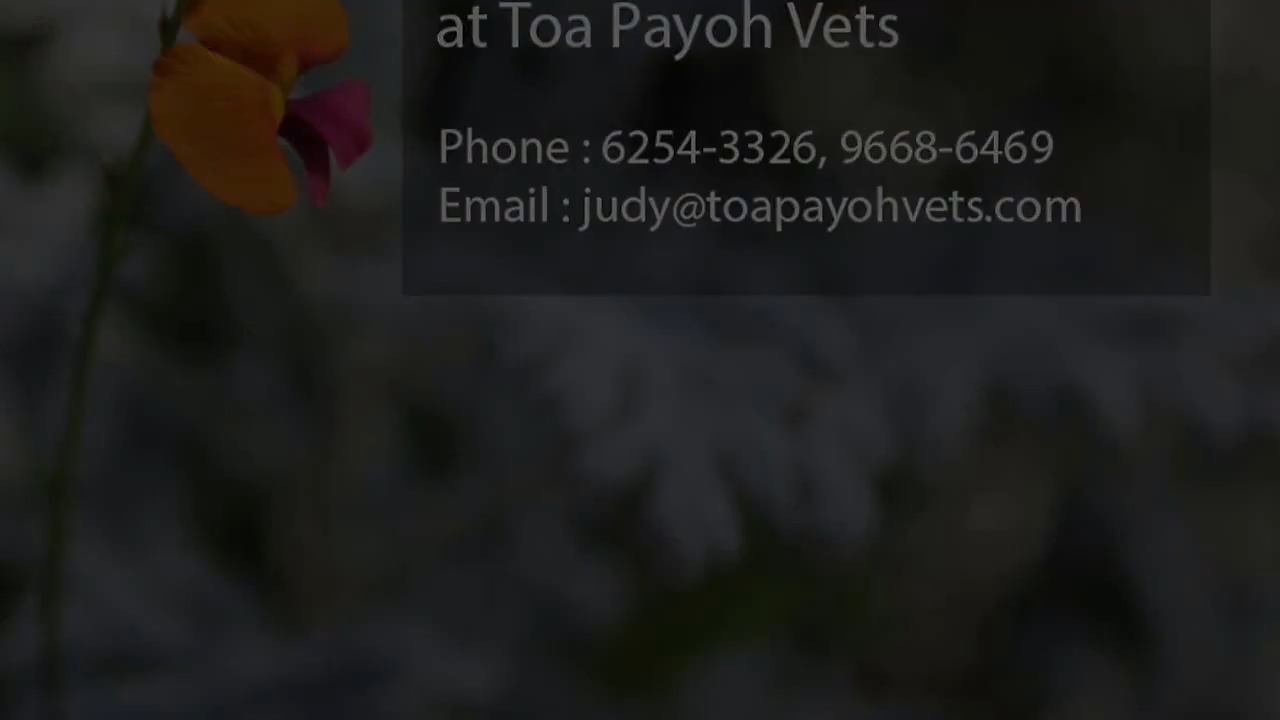 at Toa Payoh Vets
Phone : 6254-3326, 9668-6469
Email : judy@toapayohvets.com